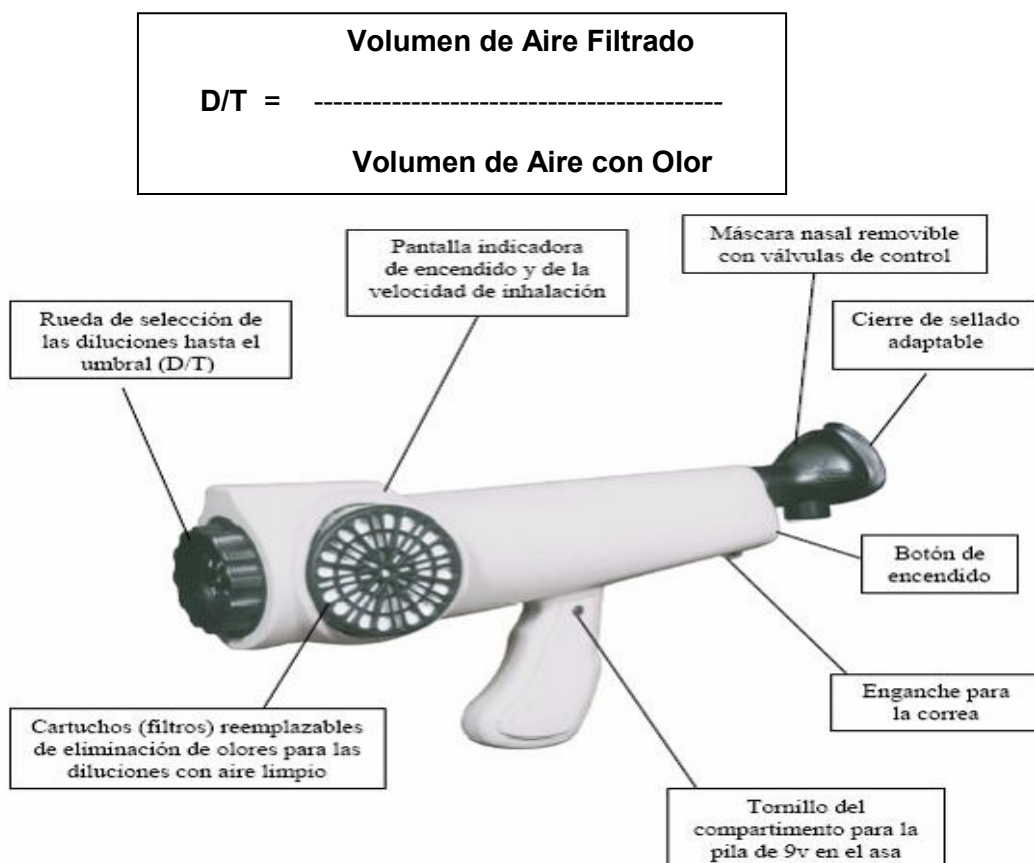 Volumen de Aire Filtrado
D/T = ------------------------------------------
Volumen de Aire con Olor
Pantalla indicadora
de encendido y de la
velocidad de inhalación
Máscara nasal removible
con válvulas de control
Rueda de selección de
las diluciones hasta el
umbral (D/T)
Cierre de sellado
adaptable
Botón de
encendido
Enganche para
la correa
Cartuchos (filtros) reemplazables
de eliminación de olores para las
diluciones con aire limpio
Tornillo del
compartimento para la
pila de 9v en el asa